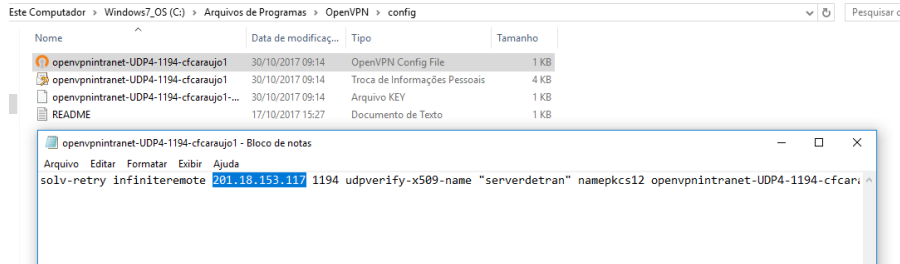 Este Computador > Windows7_OS (C:) > Arquivos de Programas > OpenVPN > config
Pesquisar
Nome Data de modificaç... Tipo Tamanho
openvpnintranet-UDP4-1194-cfcaraujo1 30/10/2017 09:14 OpenVPN Config File 1 KB
openvpnintranet-UDP4-1194-cfcaraujo1 30/10/2017 09:14 Troca de Informações Pessoais 4 KB
openvpnintranet-UDP4-1194-cfcaraujo1-... 30/10/2017 09:14 Arquivo KEY 1 KB
README 17/10/2017 15:27 Documento de Texto 1 KB
openvpnintranet-UDP4-1194-cfcaraujo1 - Bloco de notas
Arquivo Editar Formatar Exibir Ajuda
solv-retry infiniteremote 201.18.153.117 1194 udpverify-x509-name "serverdetran" namepkcs12 openvpnintranet-UDP4-1194-cfcara